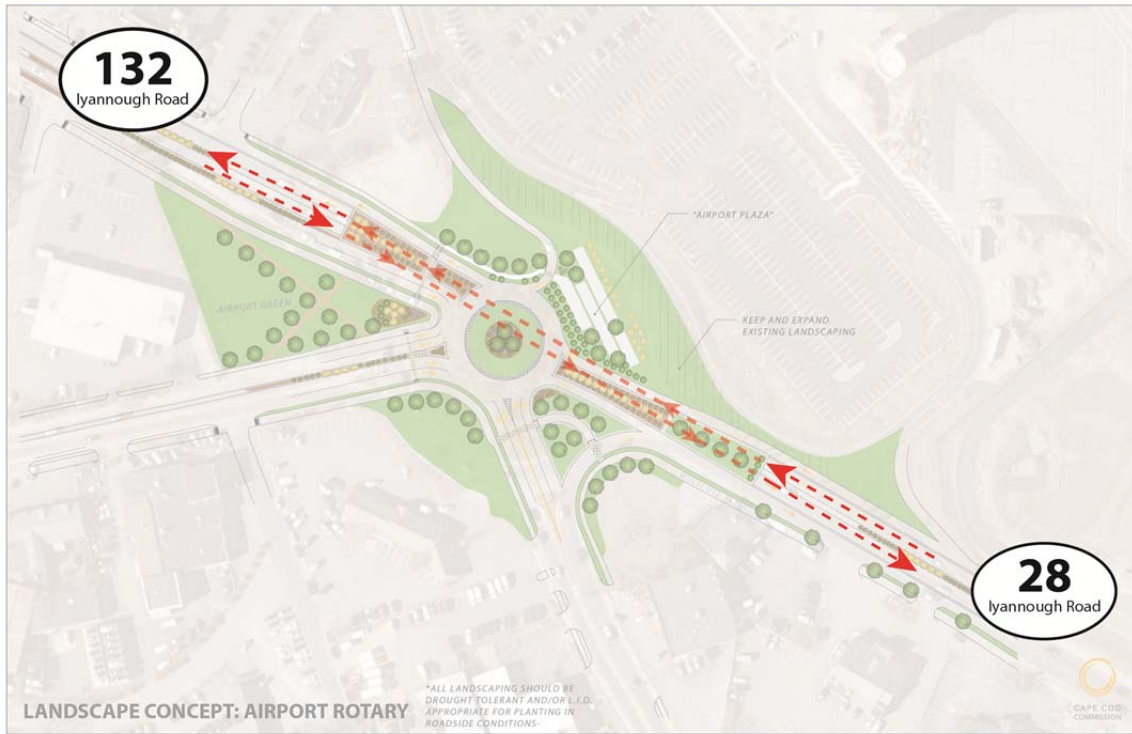 132
Iyannough Road
"AIRPORT PLAZA"
AIRPORT GREEN
KEEP AND EXPAND
EXISTING LANDSCAPING
28
Iyannough Road
LANDSCAPE CONCEPT: AIRPORT ROTARY
*ALL LANDSCAPING SHOULD BE
DROUGHT TOLERANT AND/OR L.I.D.
APPROPRIATE FOR PLANTING IN
ROADSIDE CONDITIONS-
CAPE COD
COMMISSION